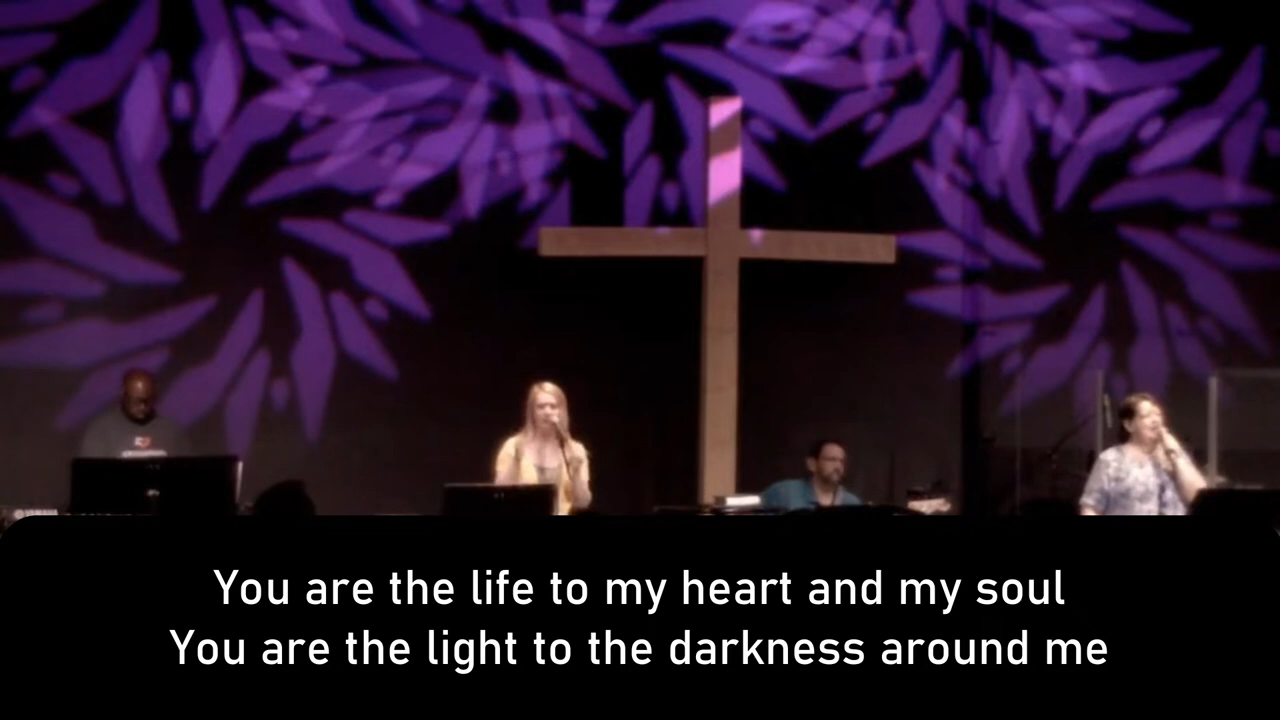 You are the life to my heart and my soul
You are the light to the darkness around me